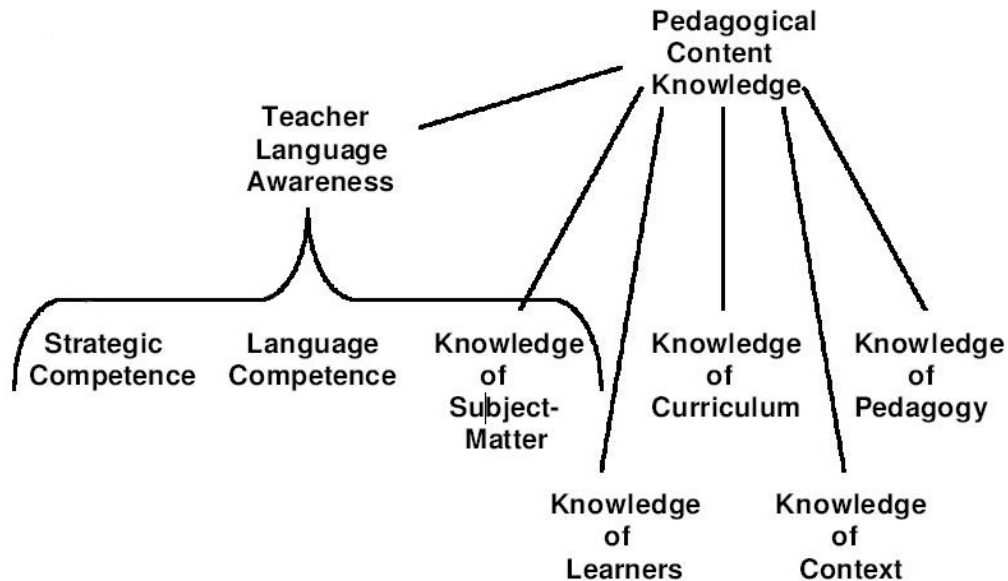 Pedagogical
Content
Knowledge
Teacher
Language
Awareness
Strategic
Competence
Language
Competence
Knowledge
of
Subject-
Matter
Knowledge
of
Curriculum
Knowledge
of
Pedagogy
Knowledge
of
Learners
Knowledge
of
Context